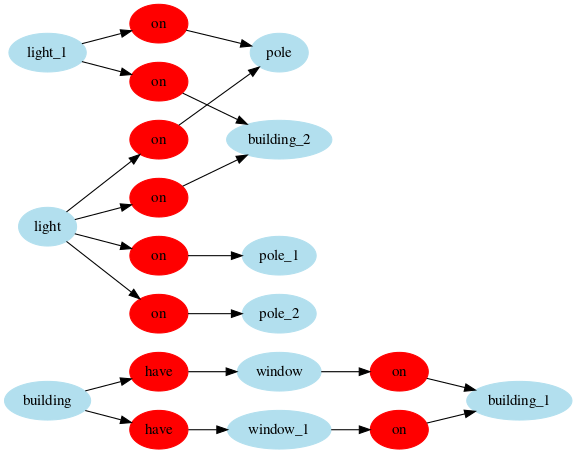 on
light_1
pole
on
on
building_2
on
light
on
pole_1
on
pole_2
have
window
on
building
building_1
have
window_1
on